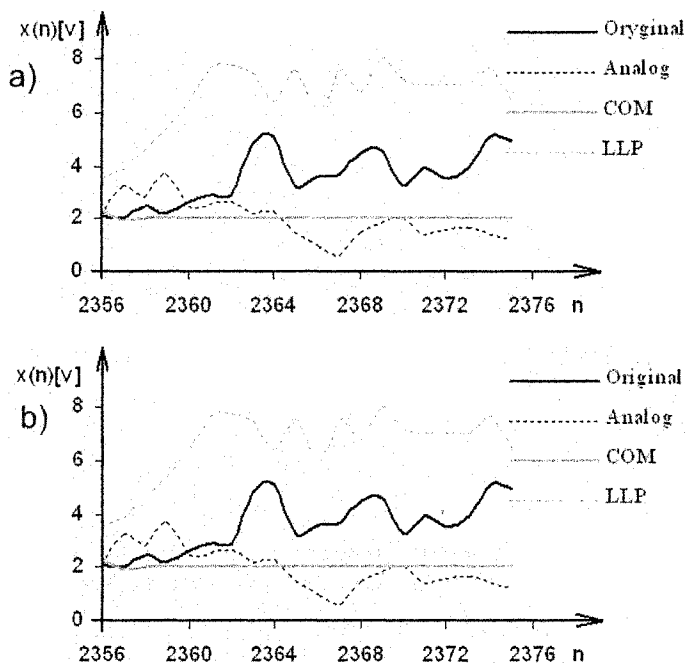 x(n)[v]
Oryginal
a)
8
Analog
6
COM
4
LLP
2
0
2356 2360 2364 2368 2372 2376 n
x(n)[v]
Original
b)
8
Analog
6
COM
4
LLP
2
0
2356 2360 2364 2368 2372 2376 n